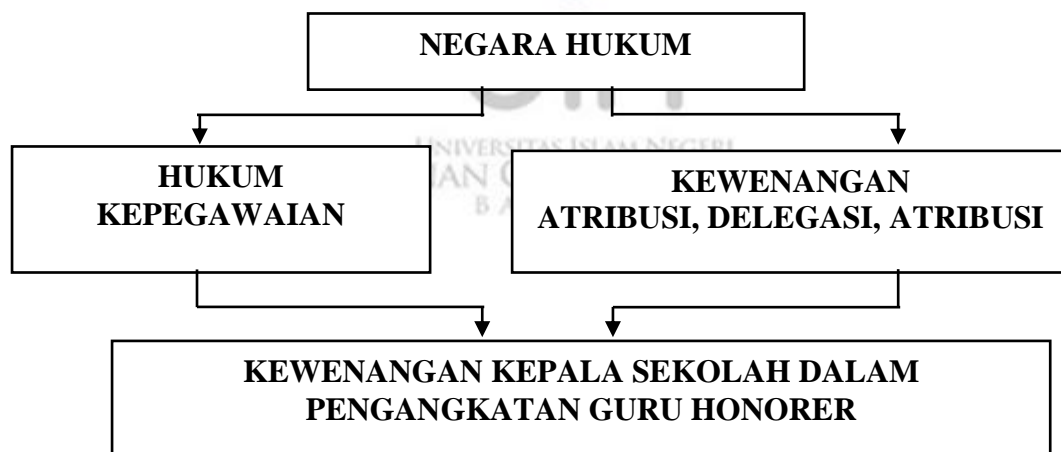 NEGARA HUKUM
UNIVERSITAS ISLAM NEGERI
HUKUM
KEPEGAWAIAN
KEWENANGAN
ATRIBUSI, DELEGASI, ATRIBUSI
KEWENANGAN KEPALA SEKOLAH DALAM
PENGANGKATAN GURU HONORER